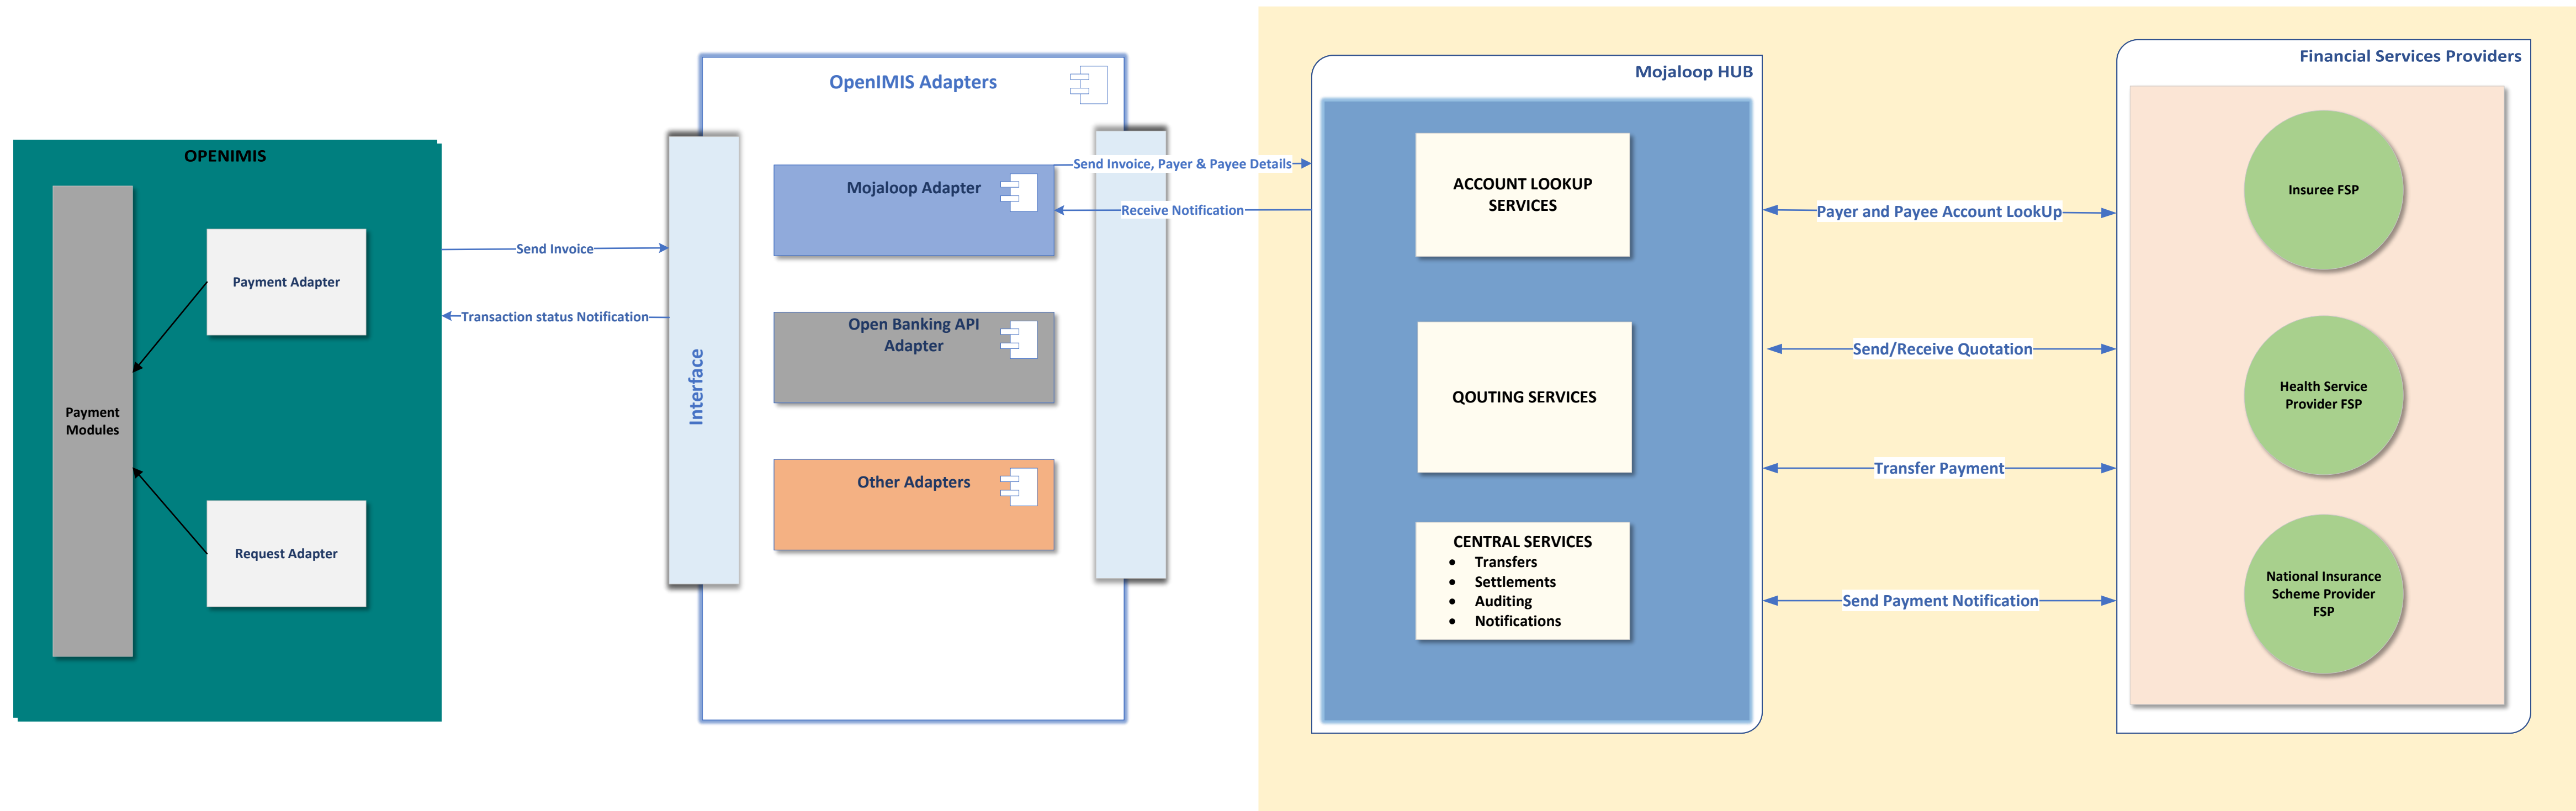 OPENIMIS
Payment
Modules
Payment Adapter
Request Adapter
Send Invoice
Transaction status Notification
OpenIMIS Adapters
Interface
Mojaloop Adapter
Open Banking API
Adapter
Other Adapters
Send Invoice, Payer & Payee Details
Receive Notification
Mojaloop HUB
ACCOUNT LOOKUP
SERVICES
QOUTING SERVICES
CENTRAL SERVICES
• Transfers
• Settlements
• Auditing
• Notifications
Payer and Payee Account LookUp
Send/Receive Quotation
Transfer Payment
Send Payment Notification
Financial Services Providers
Insuree FSP
Health Service
Provider FSP
National Insurance
Scheme Provider
FSP